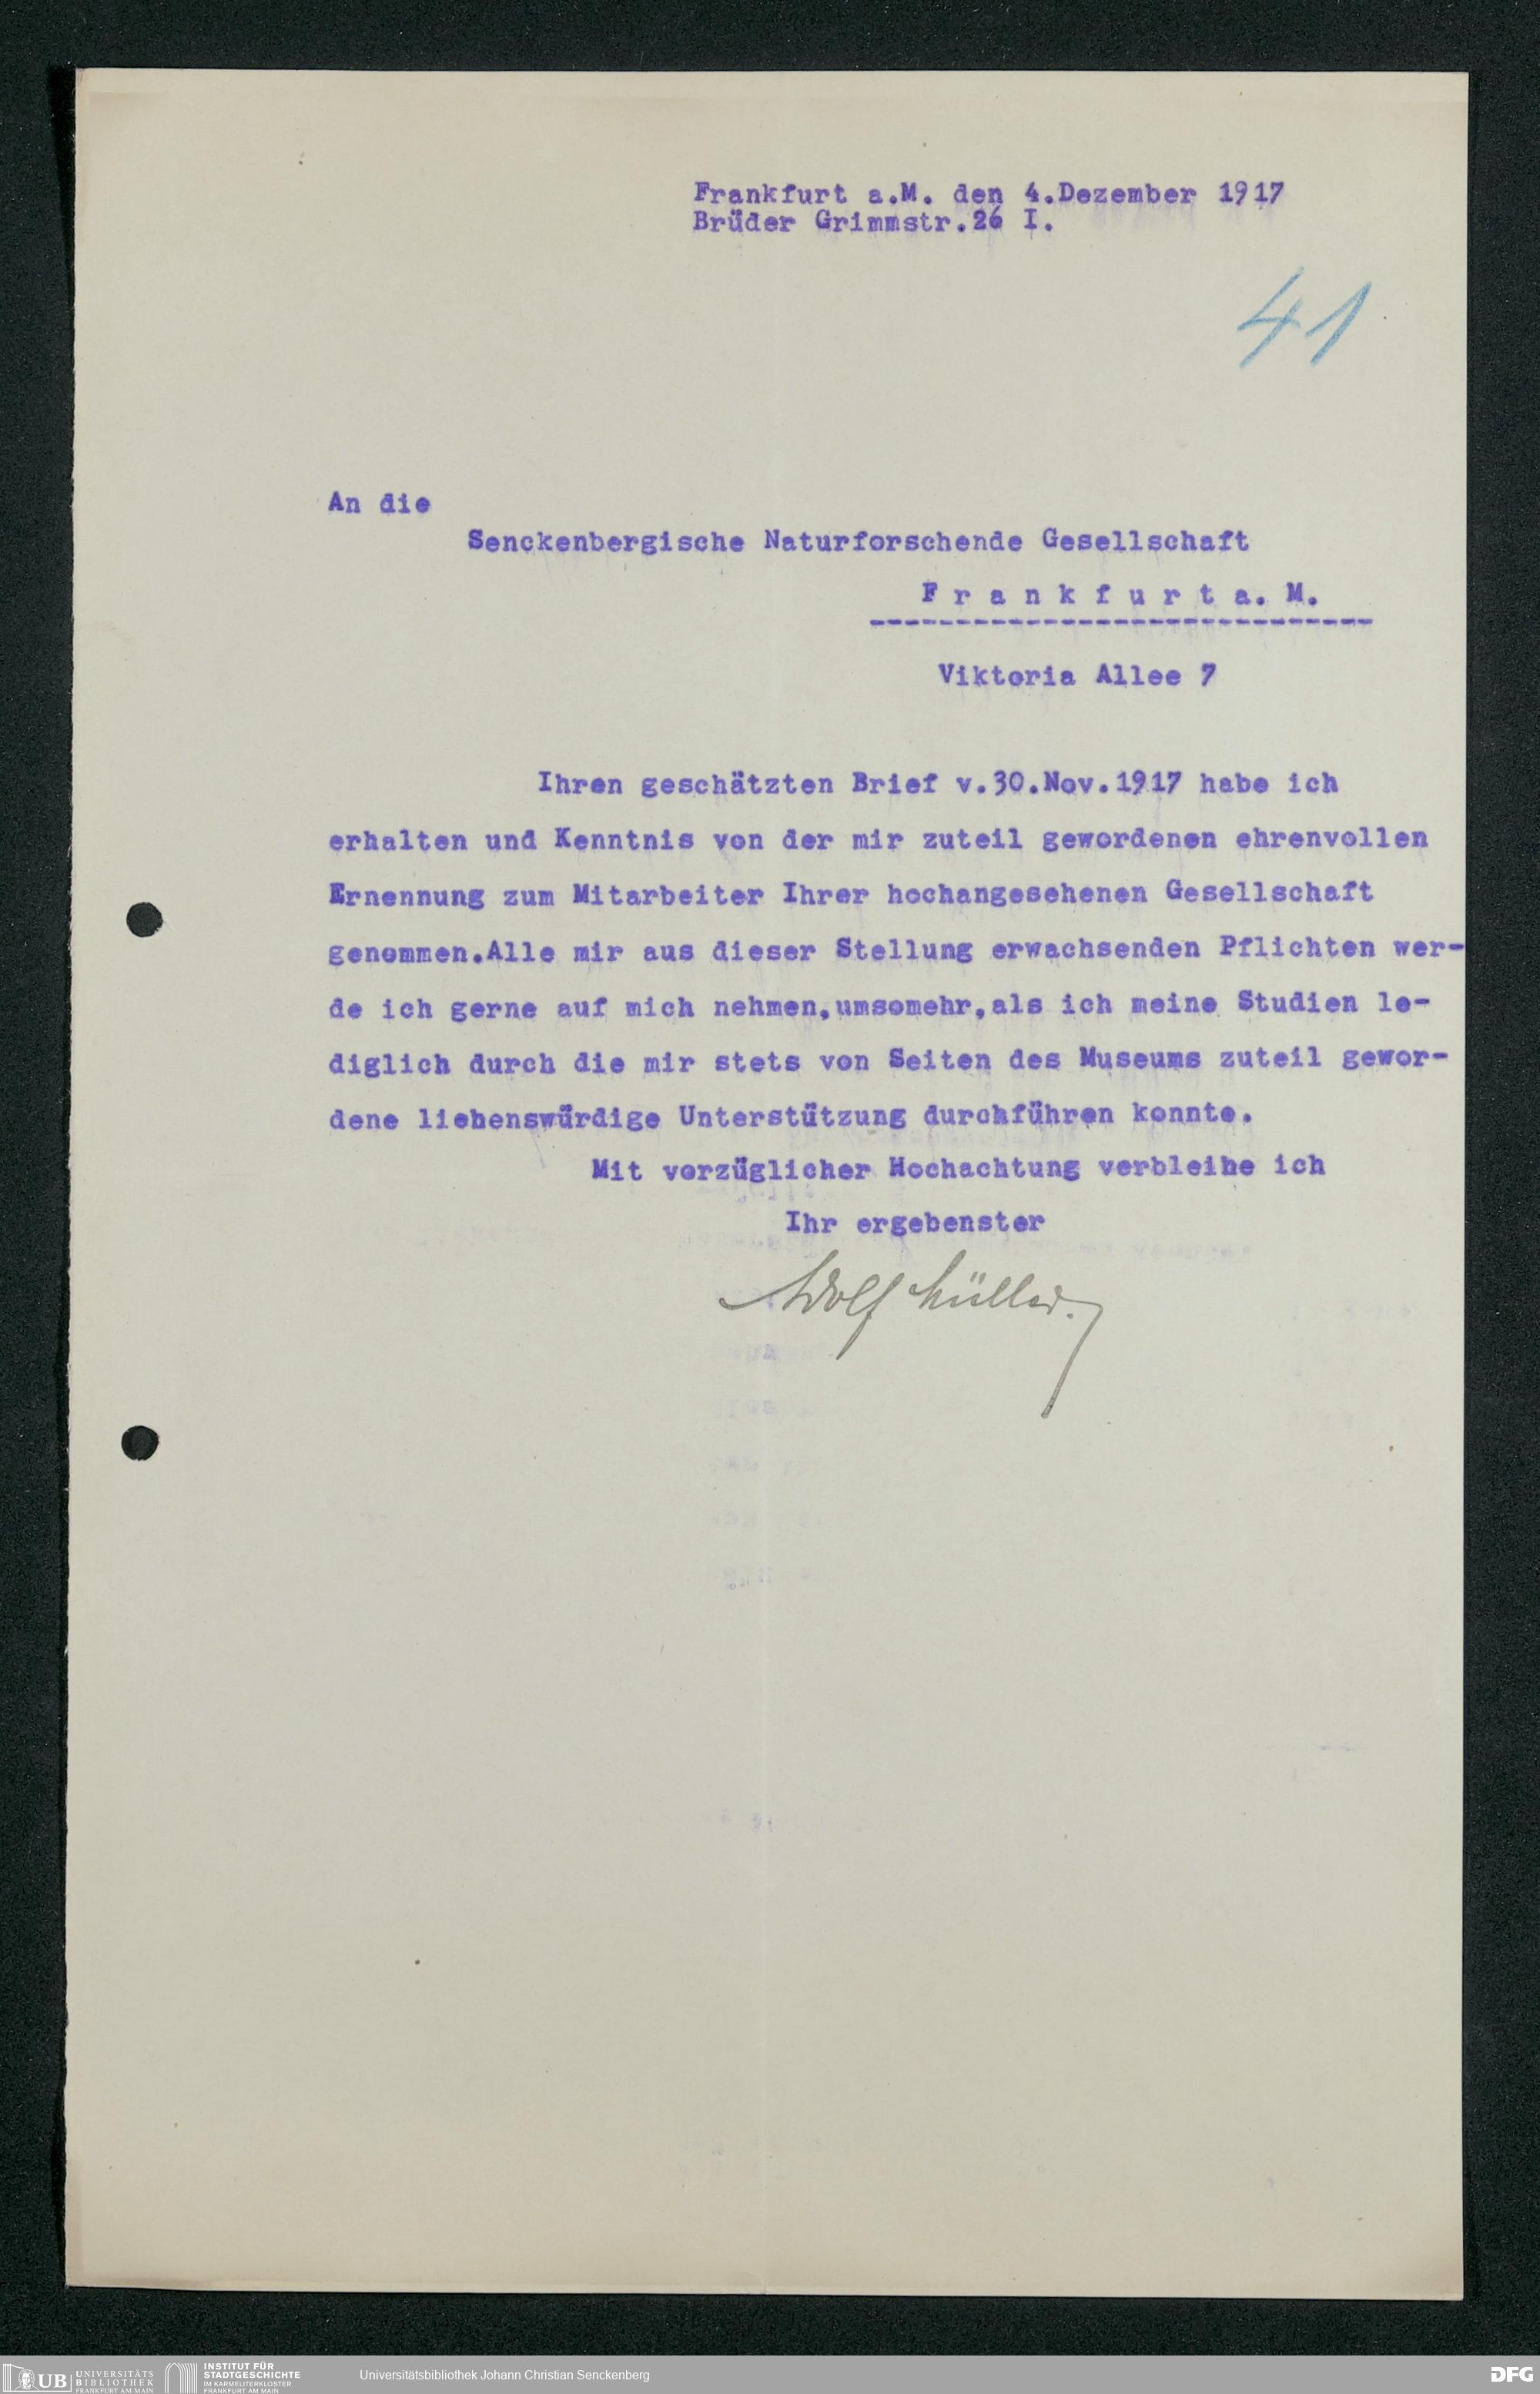 Frankfurt a.M. den 4.Dezember 1917
Brüder Grimmstr.26 I.
41
An die
Senckenbergische Naturforschende Gesellschaft
F r a n k f u r t a. M.
Viktoria Allee 7
Ihren geschätzten Brief v.30.Nov.1917 habe ich
erhalten und Kenntnis von der mir zuteil gewordenen ehrenvollen
Ernennung zum Mitarbeiter Ihrer hochangesehenen Gesellschaft
genommen.Alle mir aus dieser Stellung erwachsenden Pflichten wer-
de ich gerne auf mich nehmen,umsomehr,als ich meine Studien le-
diglich durch die mir stets von Seiten des Museums zuteil gewor-
dene liebenswürdige Unterstützung durchführen konnte.
Mit vorzüglicher Hochachtung verbleibe ich
Ihr ergebenster
Adolf Müller.
UB UNIVERSITÄTS
BIBLIOTHEK
FRANKFURT AM MAIN
INSTITUT FÜR
STADTGESCHICHTE
IM KARMELITERKLOSTER
FRANKFURT AM MAIN
Universitätsbibliothek Johann Christian Senckenberg
DFG